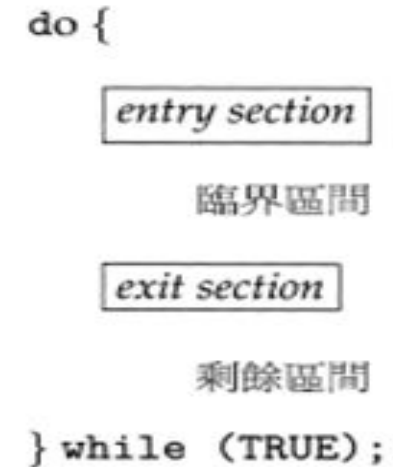 do {
entry section
臨界區間
exit section
剩餘區間
} while (TRUE);